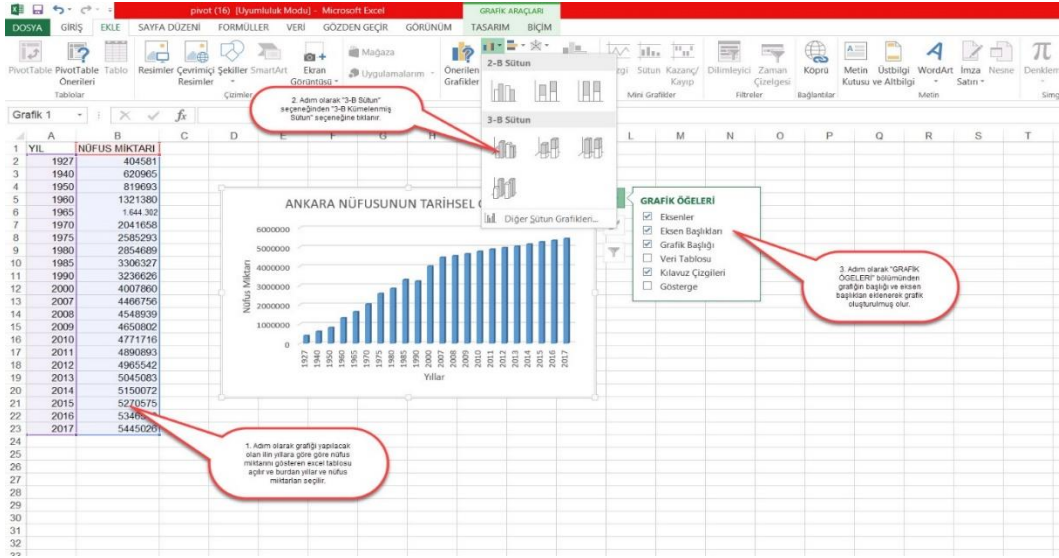 pivot (16) [Uyumluluk Modu] - Microsoft Excel
GRAFİK ARAÇLARI
DOSYA GİRİŞ EKLE SAYFA DÜZENİ FORMÜLLER VERİ GÖZDEN GEÇİR GÖRÜNÜM TASARIM BİÇİM
PivotTable PivotTable Tablo Resimler Çevrimiçi Şekiller SmartArt Ekran
Önerileri Resimler Görüntüsü
Mağaza
Uygulamalarım
Önerilen
Grafikler
Sütun Kazanç/
Kayıp
Dilimleyici Zaman
Çizelgesi
Köprü
Metin Üstbilgi WordArt İmza Nesne
Kutusu ve Altbilgi Satırı
Denklem
Tablolar Çizimler Mini Grafikler Filtreler Bağlantılar Metin
2-B Sütun
3-B Sütun
Diğer Sütun Grafikleri...
2. Adım olarak "3-B Sütun"
seçeneğinden "3-B Kümelenmiş
Sütun" seçeneğine tıklanır.
Grafik 1
fx
A B C D E F G H L M N O P Q R S T
1 YIL NÜFUS MİKTARI
2 1927 404581
3 1940 620965
4 1950 819693
5 1960 1321380
6 1965 1.644.302
7 1970 2041658
8 1975 2585293
9 1980 2854689
10 1985 3306327
11 1990 3236626
12 2000 4007860
13 2007 4466756
14 2008 4548939
15 2009 4650802
16 2010 4771716
17 2011 4890893
18 2012 4965542
19 2013 5045083
20 2014 5150072
21 2015 5270575
22 2016
23 2017 5445026
24
25
26
27
28
29
30
31
32
ANKARA NÜFUSUNUN TARİHSEL
Nüfus Miktarı
6000000
5000000
4000000
3000000
2000000
1000000
0
1927 1940 1950 1960 1965 1970 1975 1980 1985 1990 2000 2007 2008 2009 2010 2011 2012 2013 2014 2015 2016 2017
Yıllar
GRAFİK ÖĞELERİ
Eksenler
Eksen Başlıkları
Grafik Başlığı
Veri Tablosu
Kılavuz Çizgileri
Gösterge
3. Adım olarak "GRAFİK
ÖGELERİ" bölümünden
grafiğin başlığı ve eksen
başlıkları eklenerek grafik
oluşturulmuş olur.
1. Adım olarak grafiği yapılacak
olan ilin yıllara göre göre nüfus
miktarını gösteren excel tablosu
açılır ve burdan yıllar ve nüfus
miktarları seçilir.